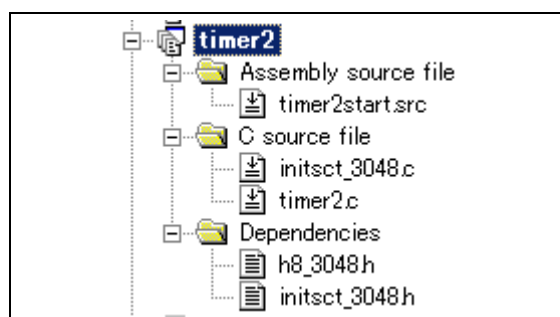 timer2
Assembly source file
timer2start.src
C source file
initsct_3048.c
timer2.c
Dependencies
h8_3048.h
initsct_3048.h